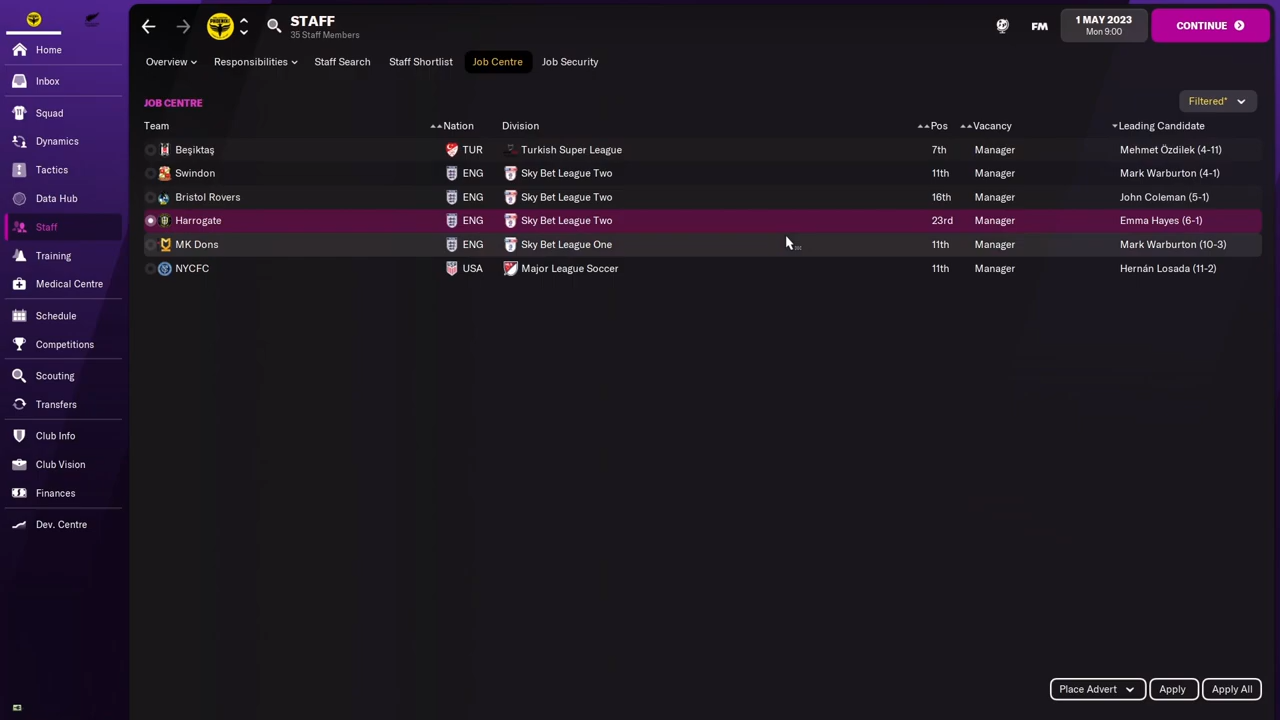 STAFF
35 Staff Members
FM
1 MAY 2023
Mon 9:00
CONTINUE
Home
Inbox
Squad
Dynamics
Tactics
Data Hub
Staff
Training
Medical Centre
Schedule
Competitions
Scouting
Transfers
Club Info
Club Vision
Finances
Dev. Centre
Overview Responsibilities Staff Search Staff Shortlist Job Centre Job Security
JOB CENTRE
Filtered*
Team Nation Division Pos Vacancy Leading Candidate
Beşiktaş TUR Turkish Super League 7th Manager Mehmet Özdilek (4-11)
Swindon ENG Sky Bet League Two 11th Manager Mark Warburton (4-1)
Bristol Rovers ENG Sky Bet League Two 16th Manager John Coleman (5-1)
Harrogate ENG Sky Bet League Two 23rd Manager Emma Hayes (6-1)
MK Dons ENG Sky Bet League One 11th Manager Mark Warburton (10-3)
NYCFC USA Major League Soccer 11th Manager Hernán Losada (11-2)
Place Advert Apply Apply All